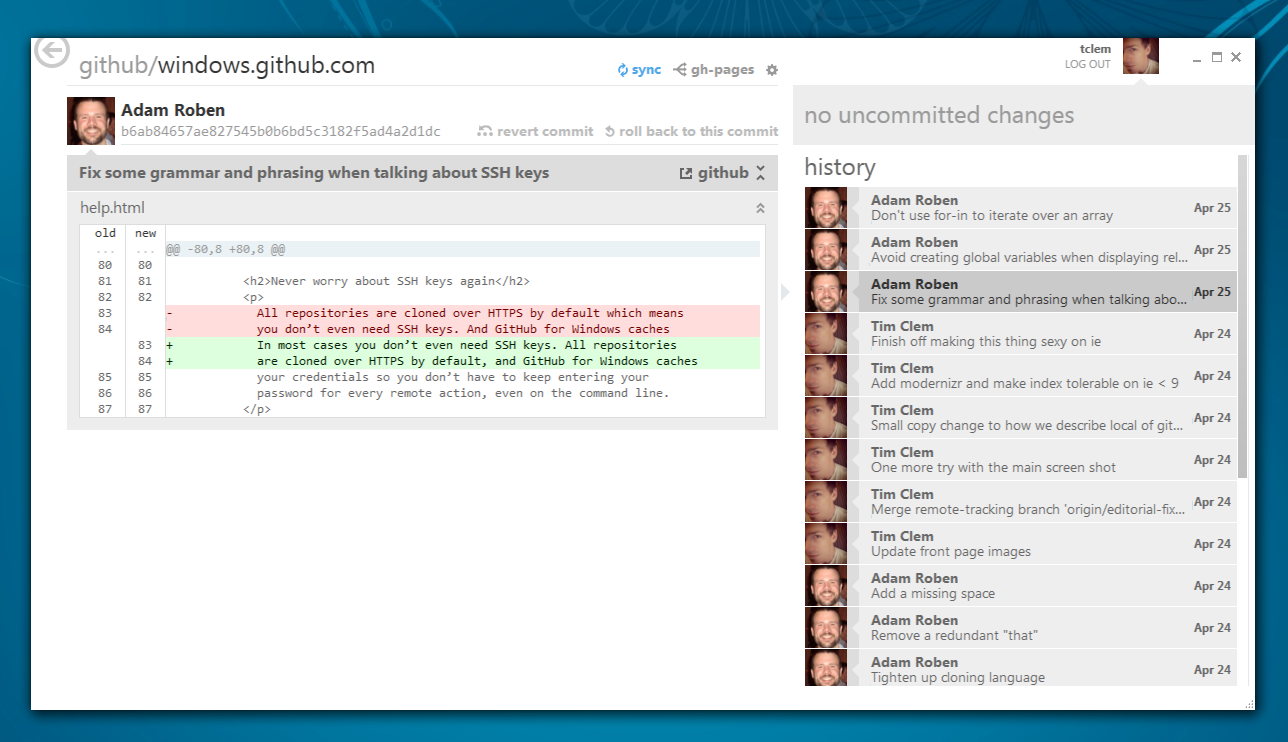 github/windows.github.com
sync gh-pages
tclem
LOG OUT
Adam Roben
b6ab84657ae827545b0b6bd5c3182f5ad4a2d1dc revert commit roll back to this commit
Fix some grammar and phrasing when talking about SSH keys github
help.html
old new
... ... @@ -80,8 +80,8 @@
80 80
81 81 <h2>Never worry about SSH keys again</h2>
82 82 <p>
83 - All repositories are cloned over HTTPS by default which means
84 - you don’t even need SSH keys. And GitHub for Windows caches
83 + In most cases you don’t even need SSH keys. All repositories
84 + are cloned over HTTPS by default, and GitHub for Windows caches
85 85 your credentials so you don’t have to keep entering your
86 86 password for every remote action, even on the command line.
87 87 </p>
no uncommitted changes
history
Adam Roben
Don't use for-in to iterate over an array
Apr 25
Adam Roben
Avoid creating global variables when displaying rel...
Apr 25
Adam Roben
Fix some grammar and phrasing when talking abo...
Apr 25
Tim Clem
Finish off making this thing sexy on ie
Apr 24
Tim Clem
Add modernizr and make index tolerable on ie < 9
Apr 24
Tim Clem
Small copy change to how we describe local of git...
Apr 24
Tim Clem
One more try with the main screen shot
Apr 24
Tim Clem
Merge remote-tracking branch 'origin/editorial-fix...
Apr 24
Tim Clem
Update front page images
Apr 24
Adam Roben
Add a missing space
Apr 24
Adam Roben
Remove a redundant "that"
Apr 24
Adam Roben
Tighten up cloning language
Apr 24